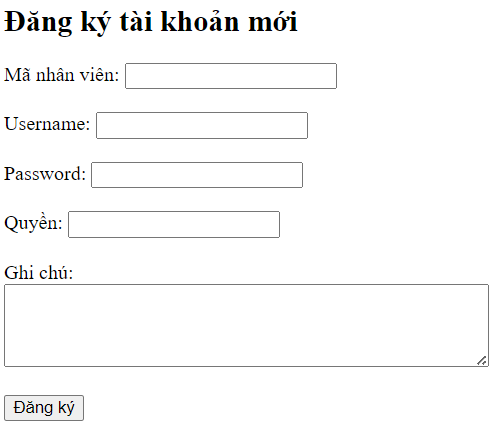 Đăng ký tài khoản mới
Mã nhân viên:
Username:
Password:
Quyền:
Ghi chú:
Đăng ký